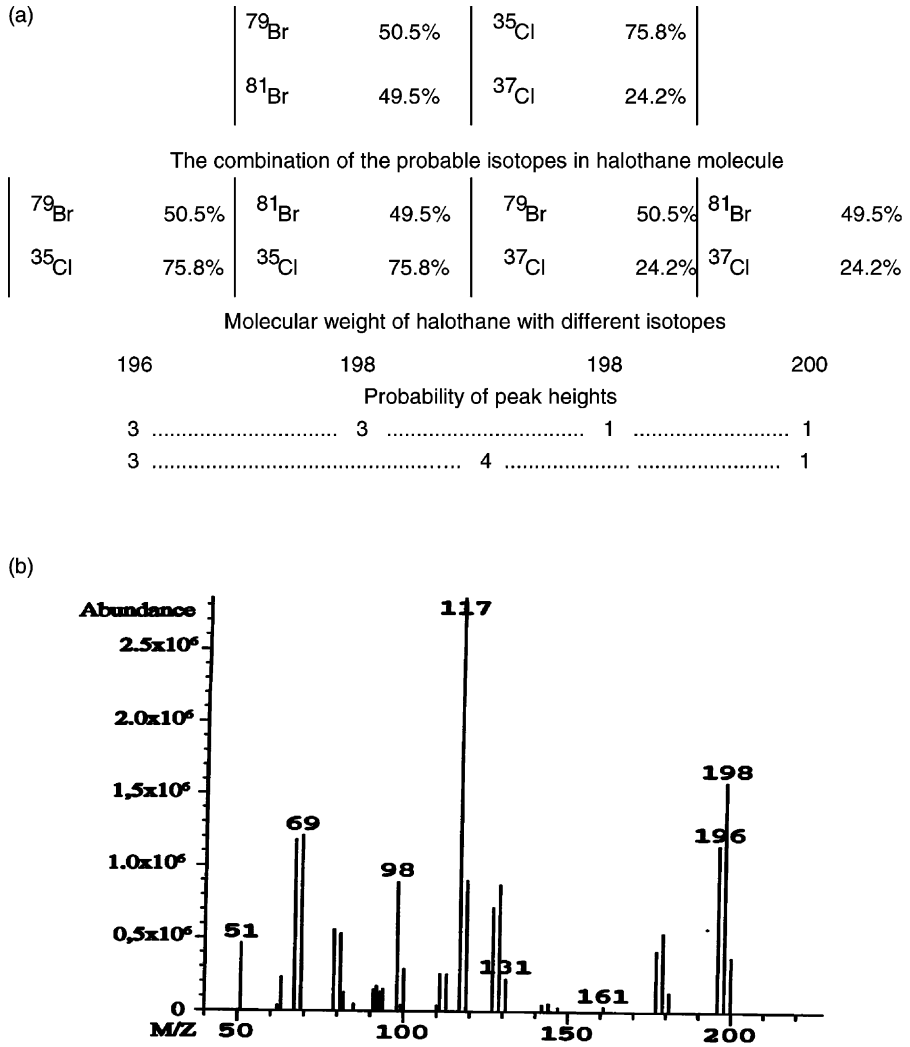 (a)
79Br 50.5% 35Cl 75.8%
81Br 49.5% 37Cl 24.2%
The combination of the probable isotopes in halothane molecule
79Br 50.5% 81Br 49.5% 79Br 50.5% 81Br 49.5%
35Cl 75.8% 35Cl 75.8% 37Cl 24.2% 37Cl 24.2%
Molecular weight of halothane with different isotopes
196 198 198 200
Probability of peak heights
3 ................................ 3 ................................ 1 ......................... 1
3 ..................................................... 4 .............................................. 1
(b)
Abundance
117
2.5x10⁶
2.0x10⁶
198
1,5x10⁶
69
196
1.0x10⁶
98
0,5x10⁶
51
131
161
0
M/Z 50 100 150 200